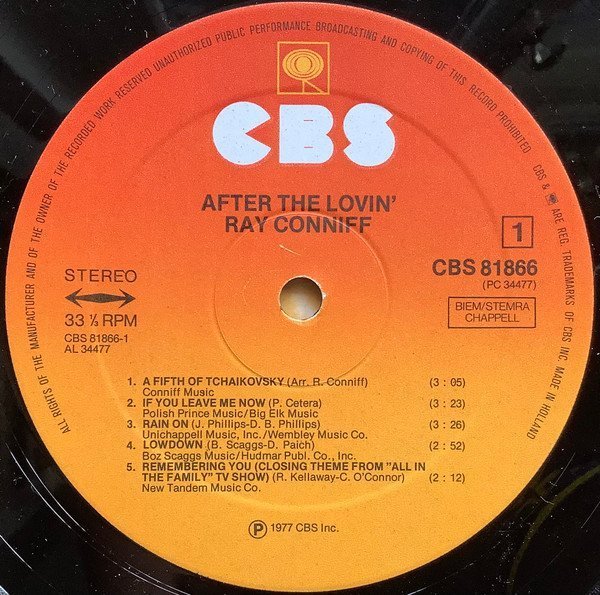 ALL RIGHTS OF THE MANUFACTURER AND OF THE OWNER OF THE RECORDED WORK RESERVED UNAUTHORIZED PUBLIC PERFORMANCE BROADCASTING AND COPYING OF THIS RECORD PROHIBITED
CBS & ARE REG. TRADEMARKS OF CBS INC. MADE IN HOLLAND
CBS
AFTER THE LOVIN'
RAY CONNIFF
1
STEREO
33 ⅓ RPM
CBS 81866-1
AL 34477
CBS 81866
(PC 34477)
BIEM/STEMRA
CHAPPELL
1. A FIFTH OF TCHAIKOVSKY (Arr. R. Conniff) (3 : 05)
Conniff Music
2. IF YOU LEAVE ME NOW (P. Cetera) (3 : 23)
Polish Prince Music/Big Elk Music
3. RAIN ON (J. Phillips-D. B. Phillips) (3 : 26)
Unichappell Music, Inc./Wembley Music Co.
4. LOWDOWN (B. Scaggs-D. Paich) (2 : 52)
Boz Scaggs Music/Hudmar Publ. Co., Inc.
5. REMEMBERING YOU (CLOSING THEME FROM "ALL IN
THE FAMILY" TV SHOW) (R. Kellaway-C. O'Connor) (2 : 12)
New Tandem Music Co.
Ⓟ 1977 CBS Inc.